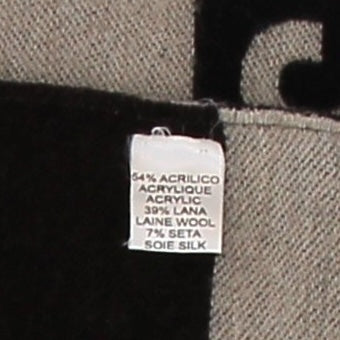 54% ACRILICO
ACRYLIQUE
ACRYLIC
39% LANA
LAINE WOOL
7% SETA
SOIE SILK